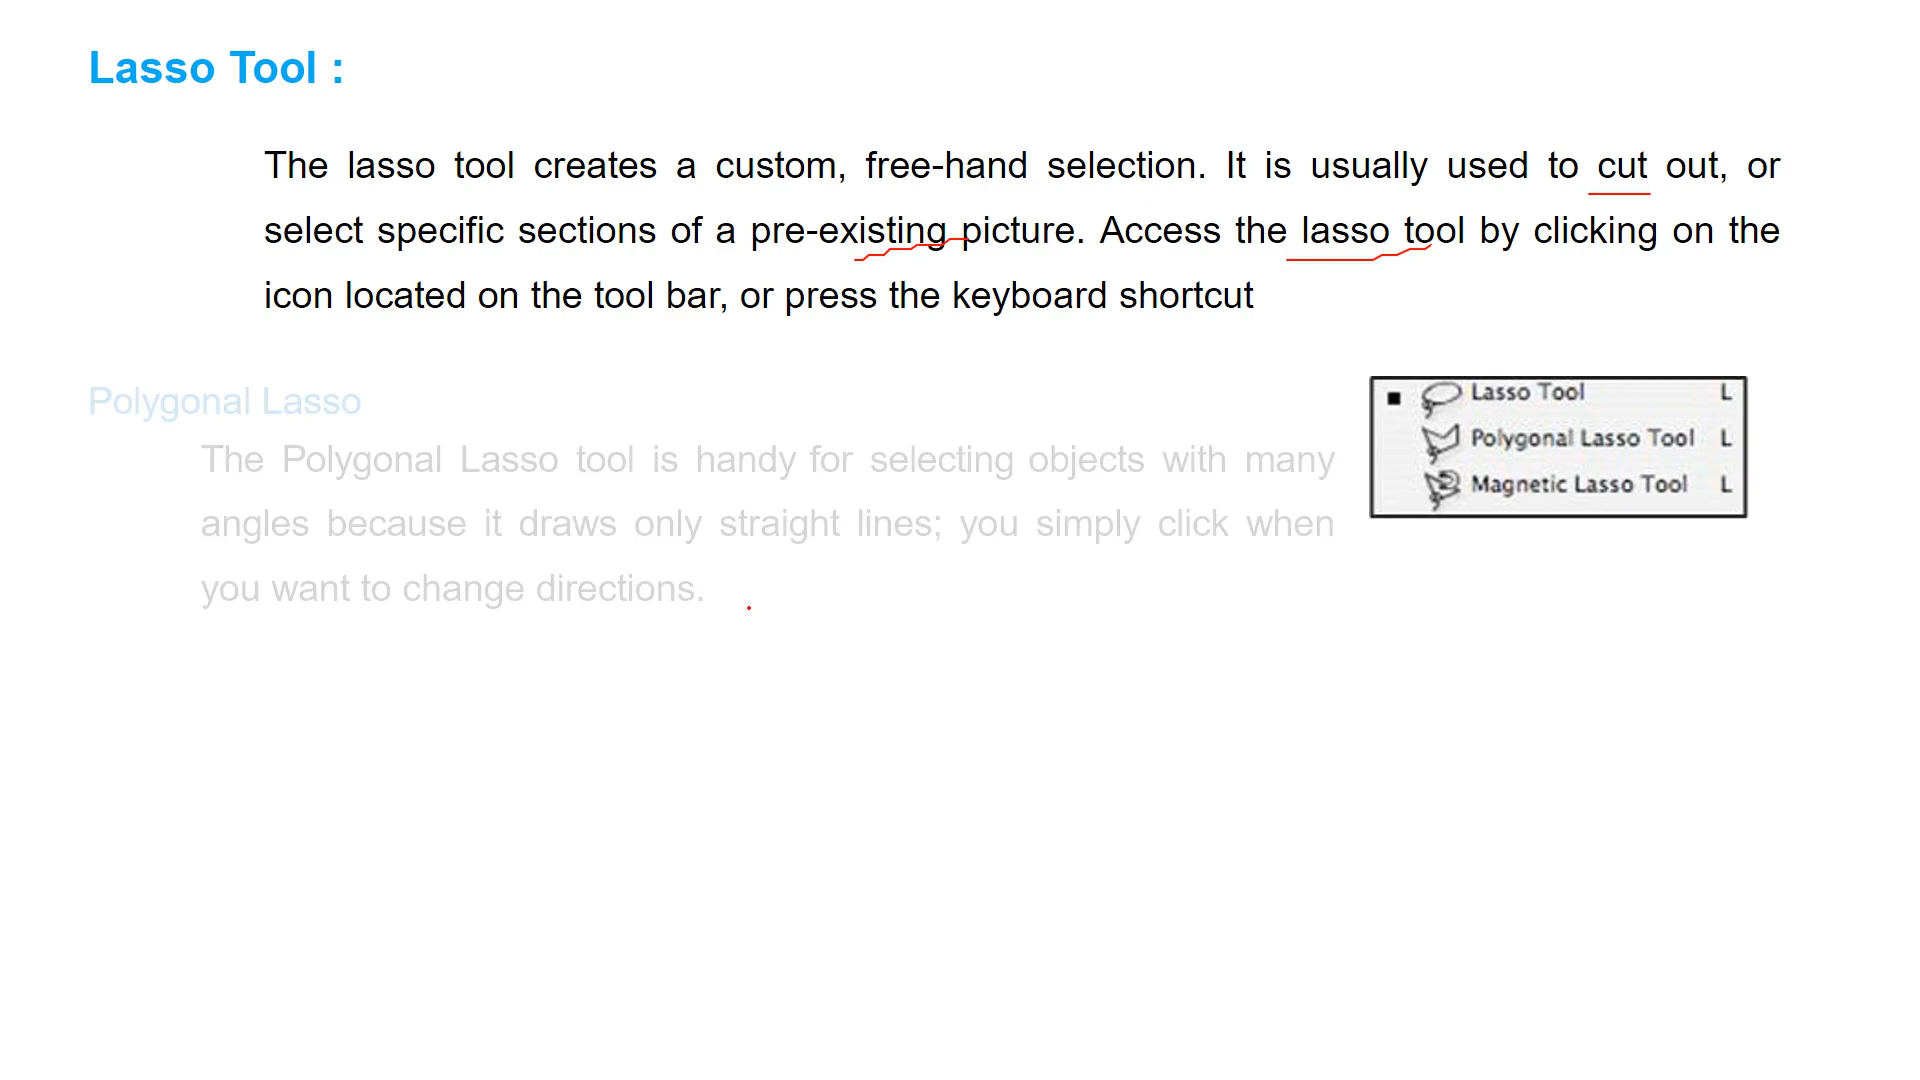 Lasso Tool :
The lasso tool creates a custom, free-hand selection. It is usually used to cut out, or
select specific sections of a pre-existing picture. Access the lasso tool by clicking on the
icon located on the tool bar, or press the keyboard shortcut
Polygonal Lasso
The Polygonal Lasso tool is handy for selecting objects with many
angles because it draws only straight lines; you simply click when
you want to change directions.
Lasso Tool L
Polygonal Lasso Tool L
Magnetic Lasso Tool L